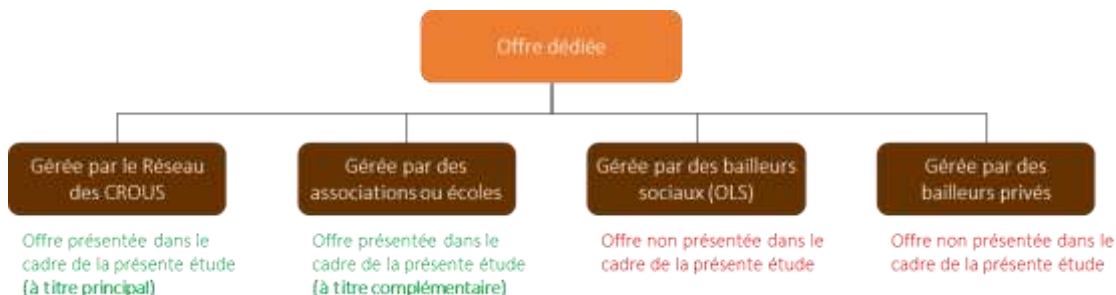 Offre dédiée
Gérée par le Réseau
des CROUS
Gérée par des
associations ou écoles
Gérée par des bailleurs
sociaux (OLS)
Gérée par des
bailleurs privés
Offre présentée dans le
cadre de la présente étude
(à titre principal)
Offre présentée dans le
cadre de la présente étude
(à titre complémentaire)
Offre non présentée dans le
cadre de la présente étude
Offre non présentée dans le
cadre de la présente étude